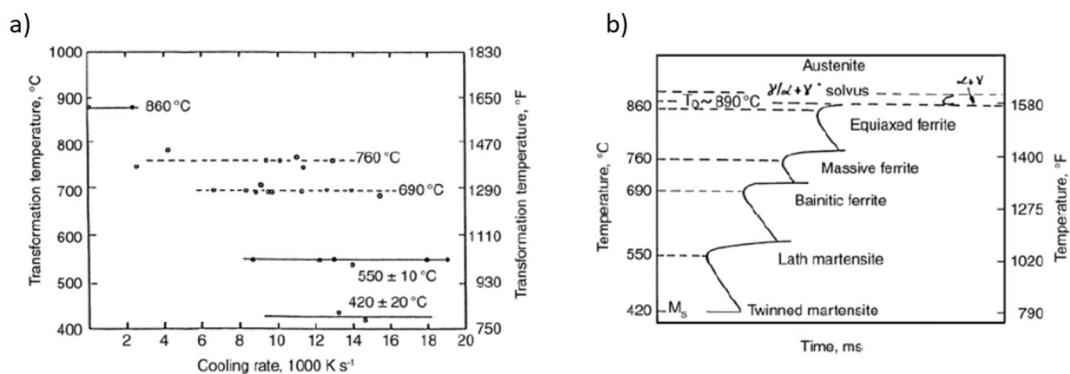 a)
Transformation temperature, °C
1000
900
800
700
600
500
400
860 °C
760 °C
690 °C
550 ± 10 °C
420 ± 20 °C
1830
1650
1470
1290
1110
930
750
Transformation temperature, °F
2 4 6 8 10 12 14 16 18 20
Cooling rate, 1000 K s⁻¹
b)
Temperature, °C
860
760
690
550
420
Austenite
γ/α+γ solvus
α+γ
T₀~890°C
Equiaxed ferrite
Massive ferrite
Bainitic ferrite
Lath martensite
Mₛ
Twinned martensite
1580
1400
1275
1020
790
Temperature, °F
Time, ms